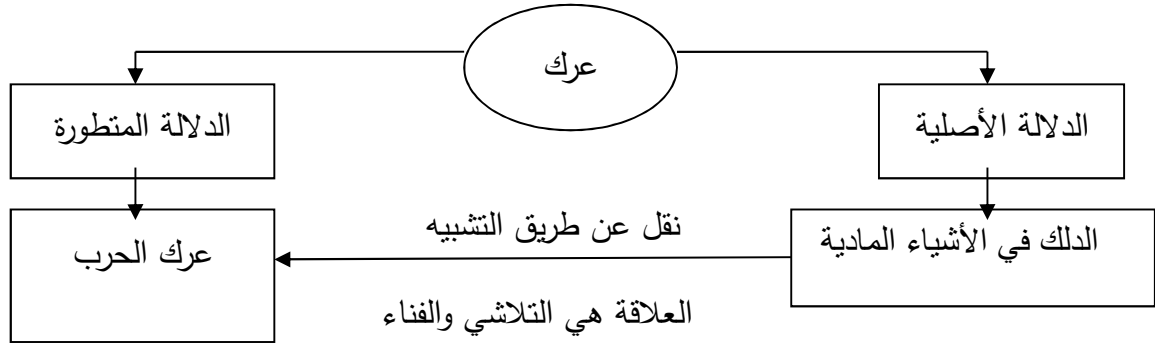 عرك
الدلالة الأصلية
الدلالة المتطورة
الدلك في الأشياء المادية
نقل عن طريق التشبيه
العلاقة هي التلاشي والفناء
عرك الحرب